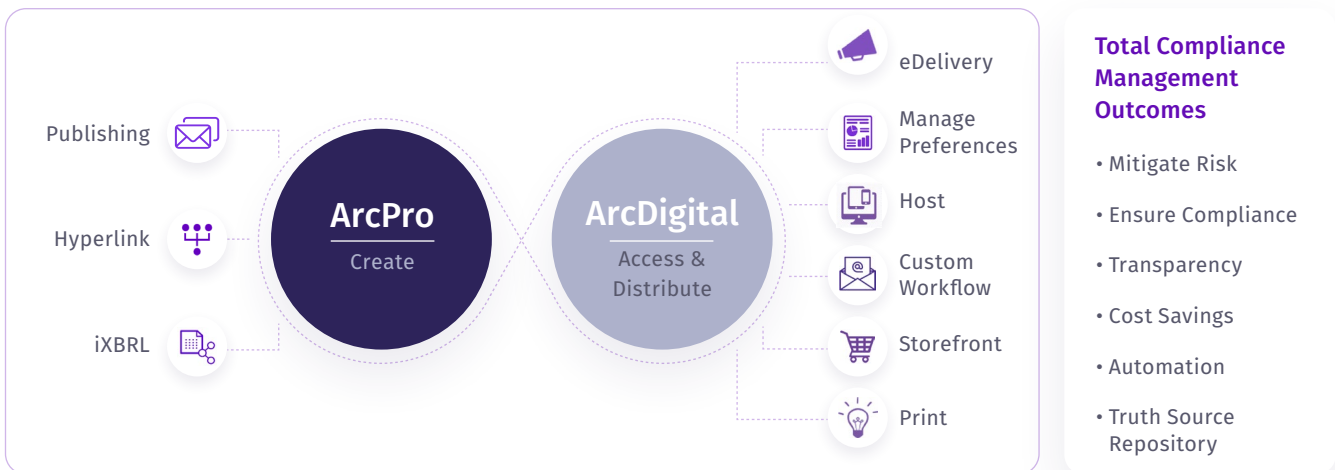 Publishing
Hyperlink
iXBRL
ArcPro
Create
ArcDigital
Access &
Distribute
eDelivery
Manage
Preferences
Host
Custom
Workflow
Storefront
Print
Total Compliance
Management
Outcomes
• Mitigate Risk
• Ensure Compliance
• Transparency
• Cost Savings
• Automation
• Truth Source
Repository